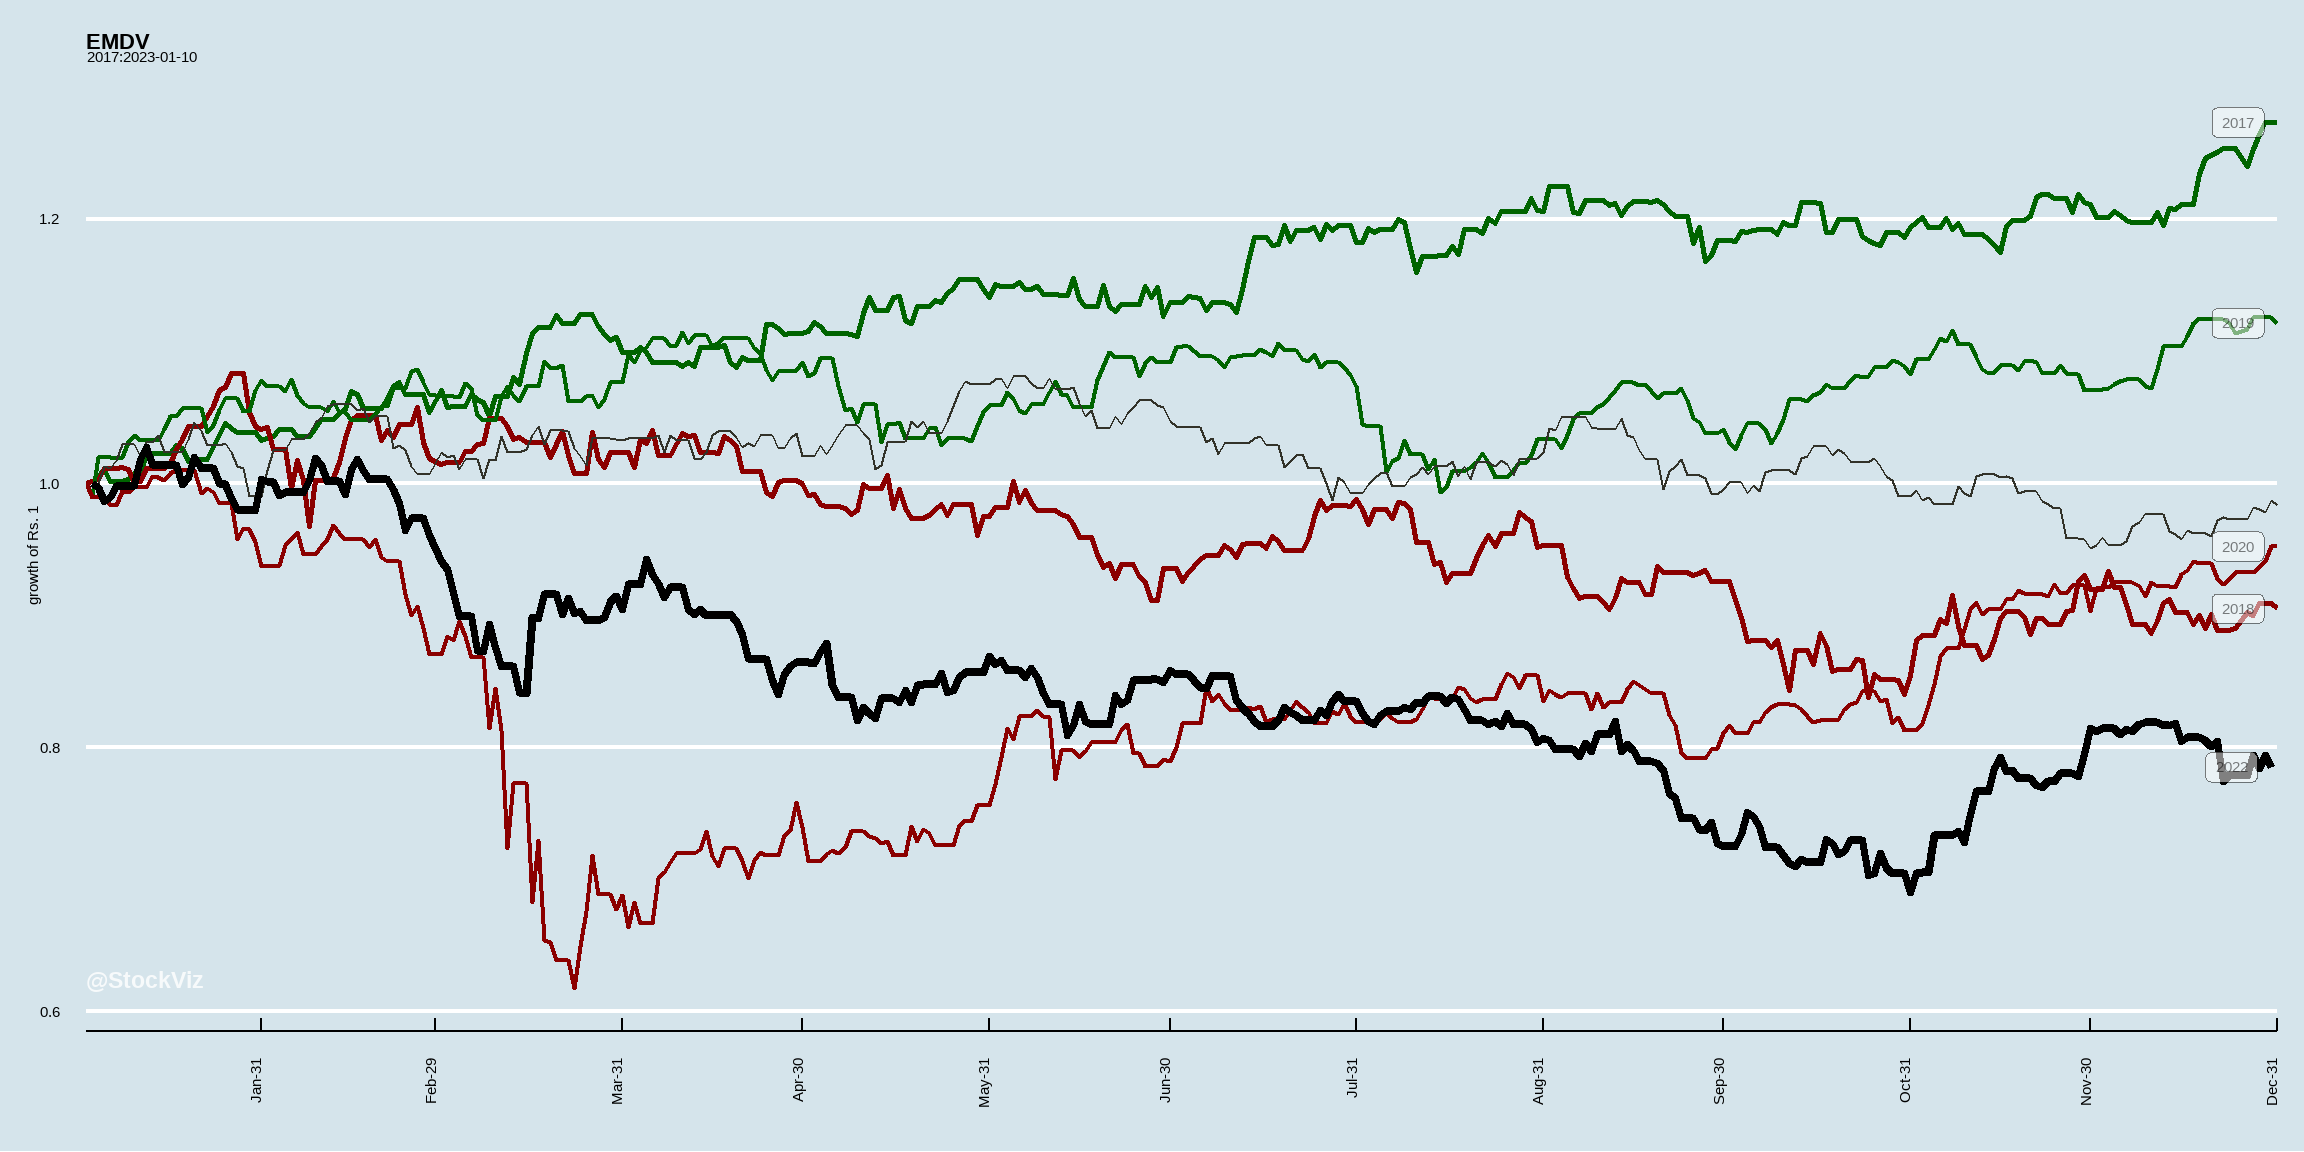 EMDV
2017:2023-01-10
2017
1.2
2019
1.0
growth of Rs. 1
2020
2018
0.8
2022
@StockViz
0.6
Jan-31
Feb-29
Mar-31
Apr-30
May-31
Jun-30
Jul-31
Aug-31
Sep-30
Oct-31
Nov-30
Dec-31